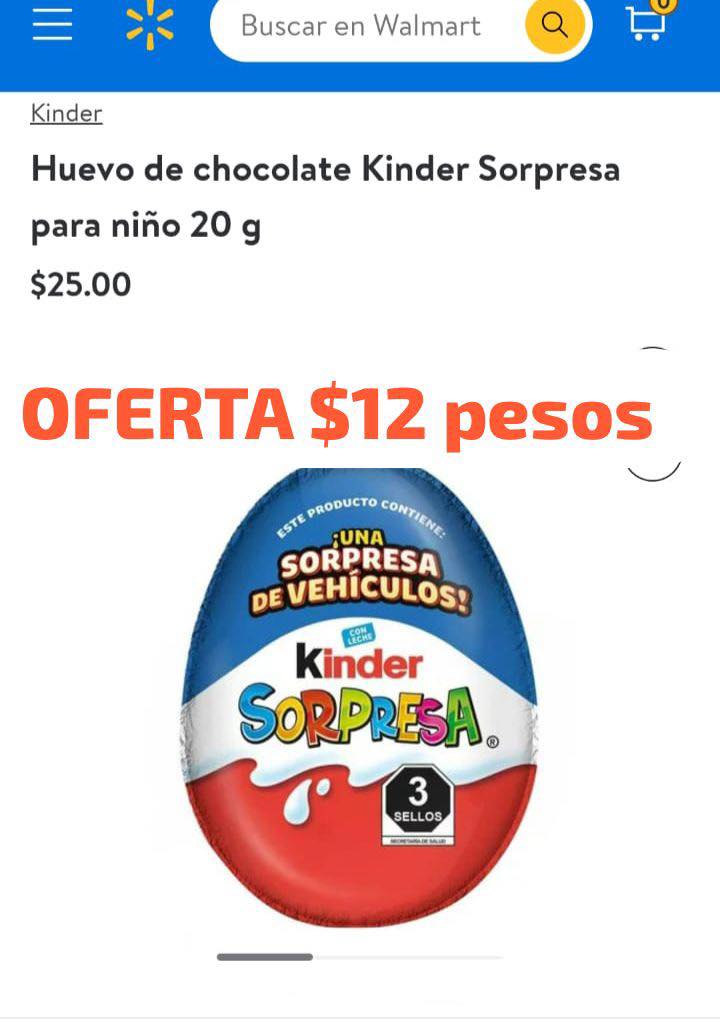 Buscar en Walmart
0
Kinder
Huevo de chocolate Kinder Sorpresa
para niño 20 g
$25.00
OFERTA $12 pesos
ESTE PRODUCTO CONTIENE:
¡UNA
SORPRESA
DE VEHÍCULOS!
CON
LECHE
Kinder
SORPRESA®
3
SELLOS
SECRETARÍA DE SALUD